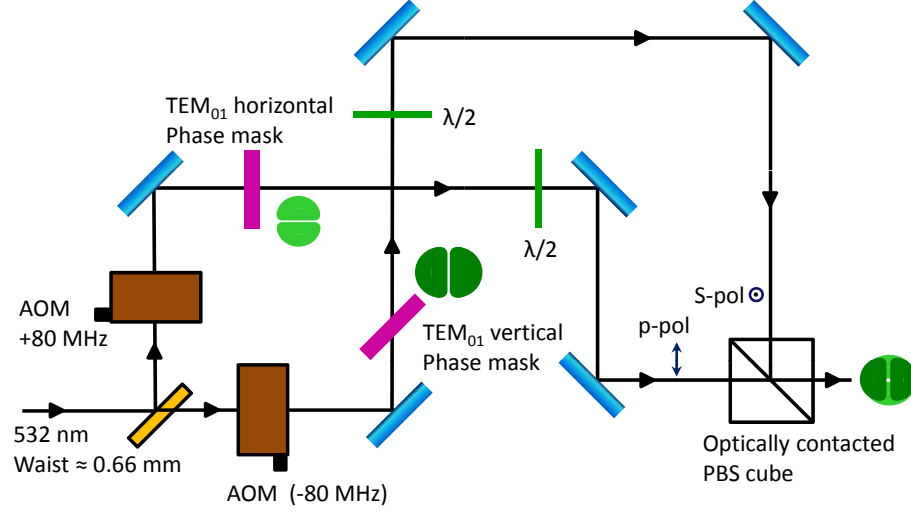 TEM₀₁ horizontal
Phase mask
λ/2
λ/2
AOM
+80 MHz
TEM₀₁ vertical
Phase mask
S-pol
p-pol
532 nm
Waist ≈ 0.66 mm
AOM (-80 MHz)
Optically contacted
PBS cube